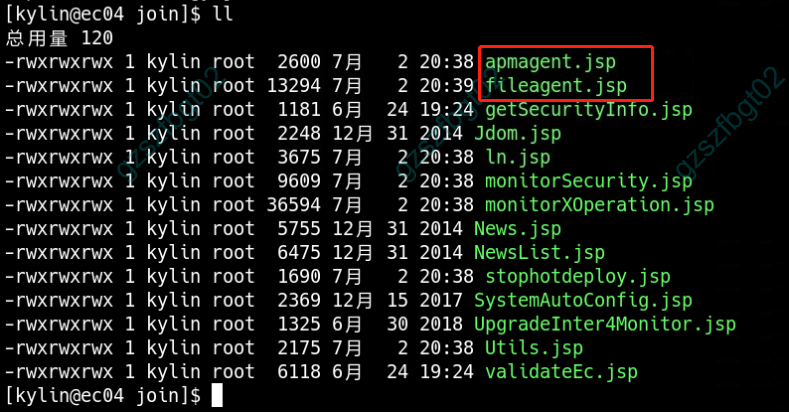 [kylin@ec04 join]$ ll
总用量 120
-rwxrwxrwx 1 kylin root  2600 7月   2 20:38 apmagent.jsp
-rwxrwxrwx 1 kylin root 13294 7月   2 20:39 fileagent.jsp
-rwxrwxrwx 1 kylin root  1181 6月  24 19:24 getSecurityInfo.jsp
-rwxrwxrwx 1 kylin root  2248 12月 31 2014 Jdom.jsp
-rwxrwxrwx 1 kylin root  3675 7月   2 20:38 ln.jsp
-rwxrwxrwx 1 kylin root  9609 7月   2 20:38 monitorSecurity.jsp
-rwxrwxrwx 1 kylin root 36594 7月   2 20:38 monitorXOperation.jsp
-rwxrwxrwx 1 kylin root  5755 12月 31 2014 News.jsp
-rwxrwxrwx 1 kylin root  6475 12月 31 2014 NewsList.jsp
-rwxrwxrwx 1 kylin root  1690 7月   2 20:38 stophotdeploy.jsp
-rwxrwxrwx 1 kylin root  2369 12月 15 2017 SystemAutoConfig.jsp
-rwxrwxrwx 1 kylin root  1325 6月  30 2018 UpgradeInter4Monitor.jsp
-rwxrwxrwx 1 kylin root  2175 7月   2 20:38 Utils.jsp
-rwxrwxrwx 1 kylin root  6118 6月  24 19:24 validateEc.jsp
[kylin@ec04 join]$
gzszfbgt02
gzszfbgt02
gzszfbgt02